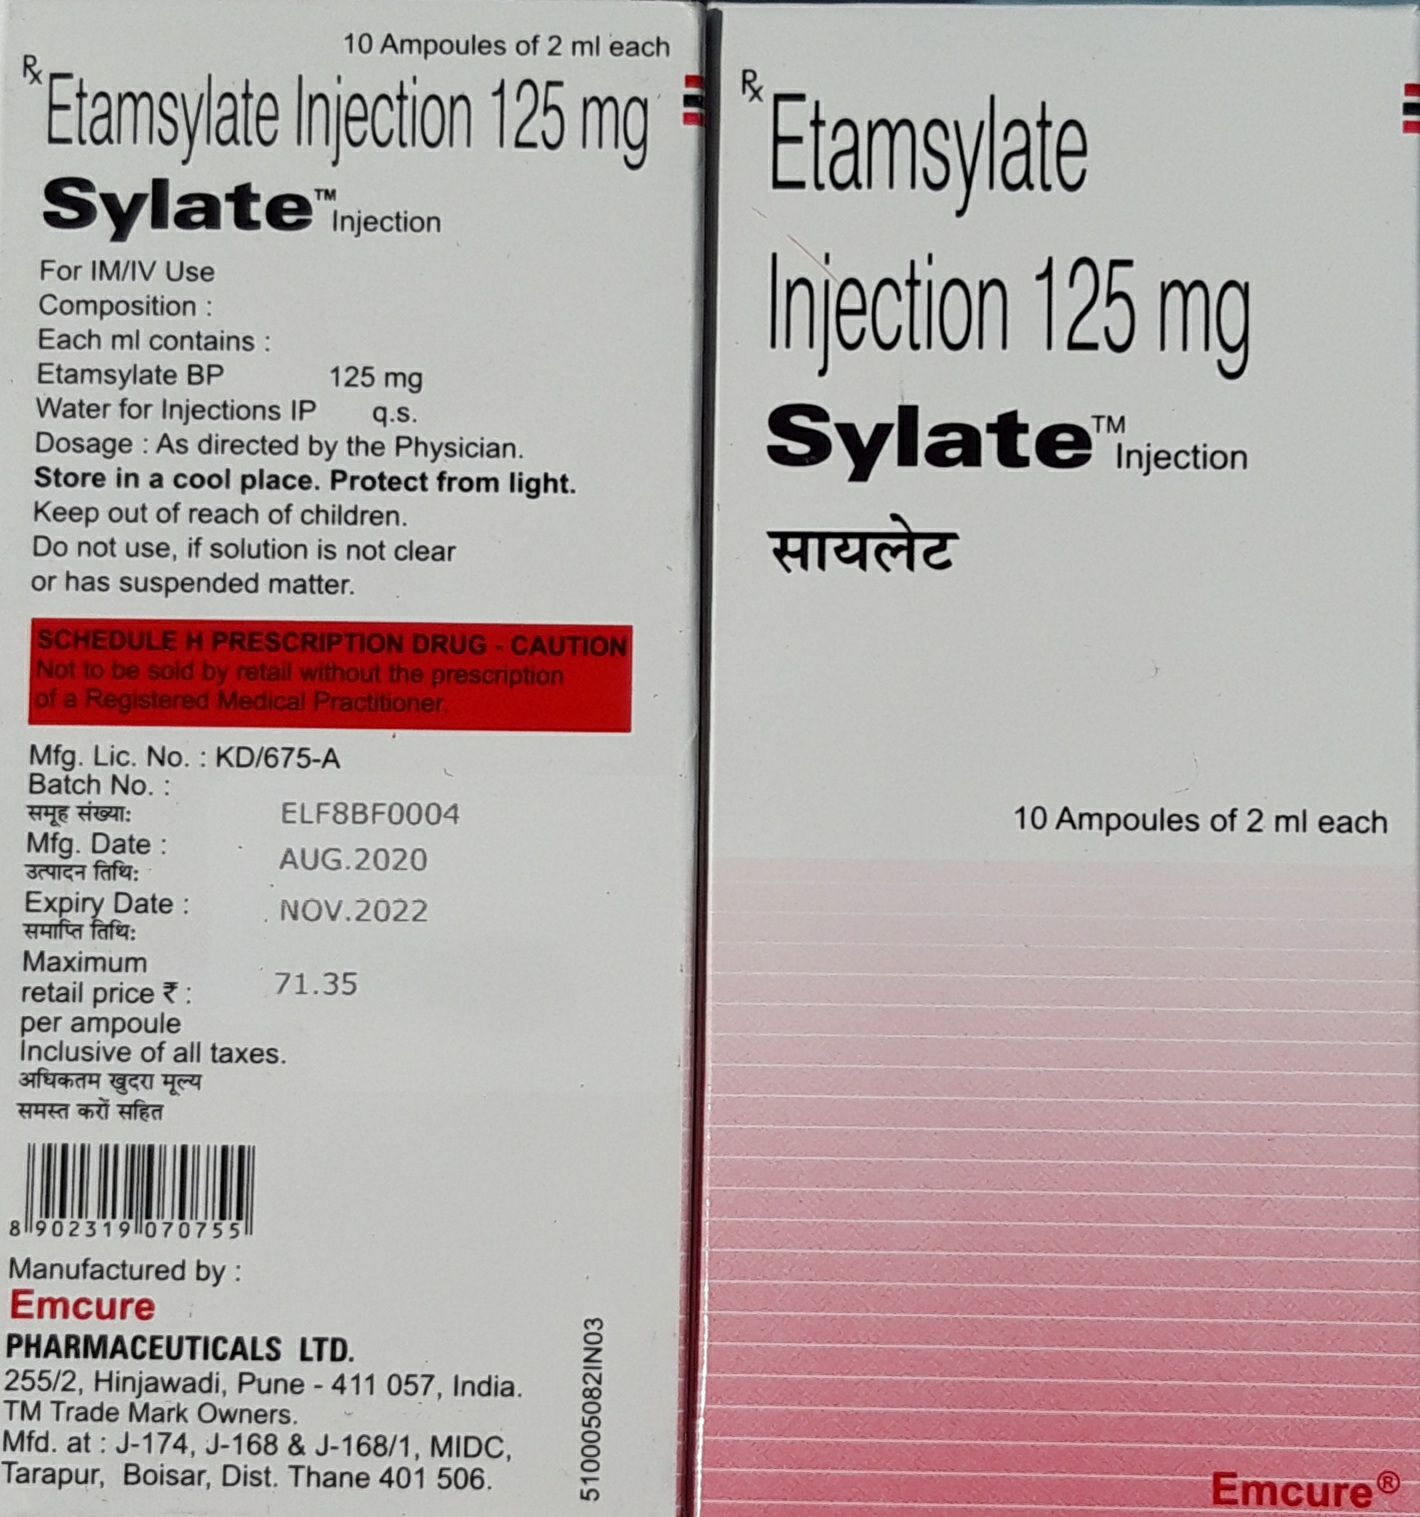 10 Ampoules of 2 ml each
Rx Etamsylate Injection 125 mg
Sylate™ Injection
For IM/IV Use
Composition :
Each ml contains :
Etamsylate BP 125 mg
Water for Injections IP q.s.
Dosage : As directed by the Physician.
Store in a cool place. Protect from light.
Keep out of reach of children.
Do not use, if solution is not clear
or has suspended matter.
SCHEDULE H PRESCRIPTION DRUG - CAUTION
Not to be sold by retail without the prescription
of a Registered Medical Practitioner.
Mfg. Lic. No. : KD/675-A
Batch No. :
समूह संख्या: ELF8BF0004
Mfg. Date : AUG.2020
उत्पादन तिथि:
Expiry Date : NOV.2022
समाप्ति तिथि:
Maximum
retail price ₹ : 71.35
per ampoule
Inclusive of all taxes.
अधिकतम खुदरा मूल्य
समस्त करों सहित
8 902319 070755
Manufactured by :
Emcure
PHARMACEUTICALS LTD.
255/2, Hinjawadi, Pune - 411 057, India.
TM Trade Mark Owners.
Mfd. at : J-174, J-168 & J-168/1, MIDC,
Tarapur, Boisar, Dist. Thane 401 506.
510005082IN03
Rx Etamsylate
Injection 125 mg
Sylate™ Injection
सायलेट
10 Ampoules of 2 ml each
Emcure®